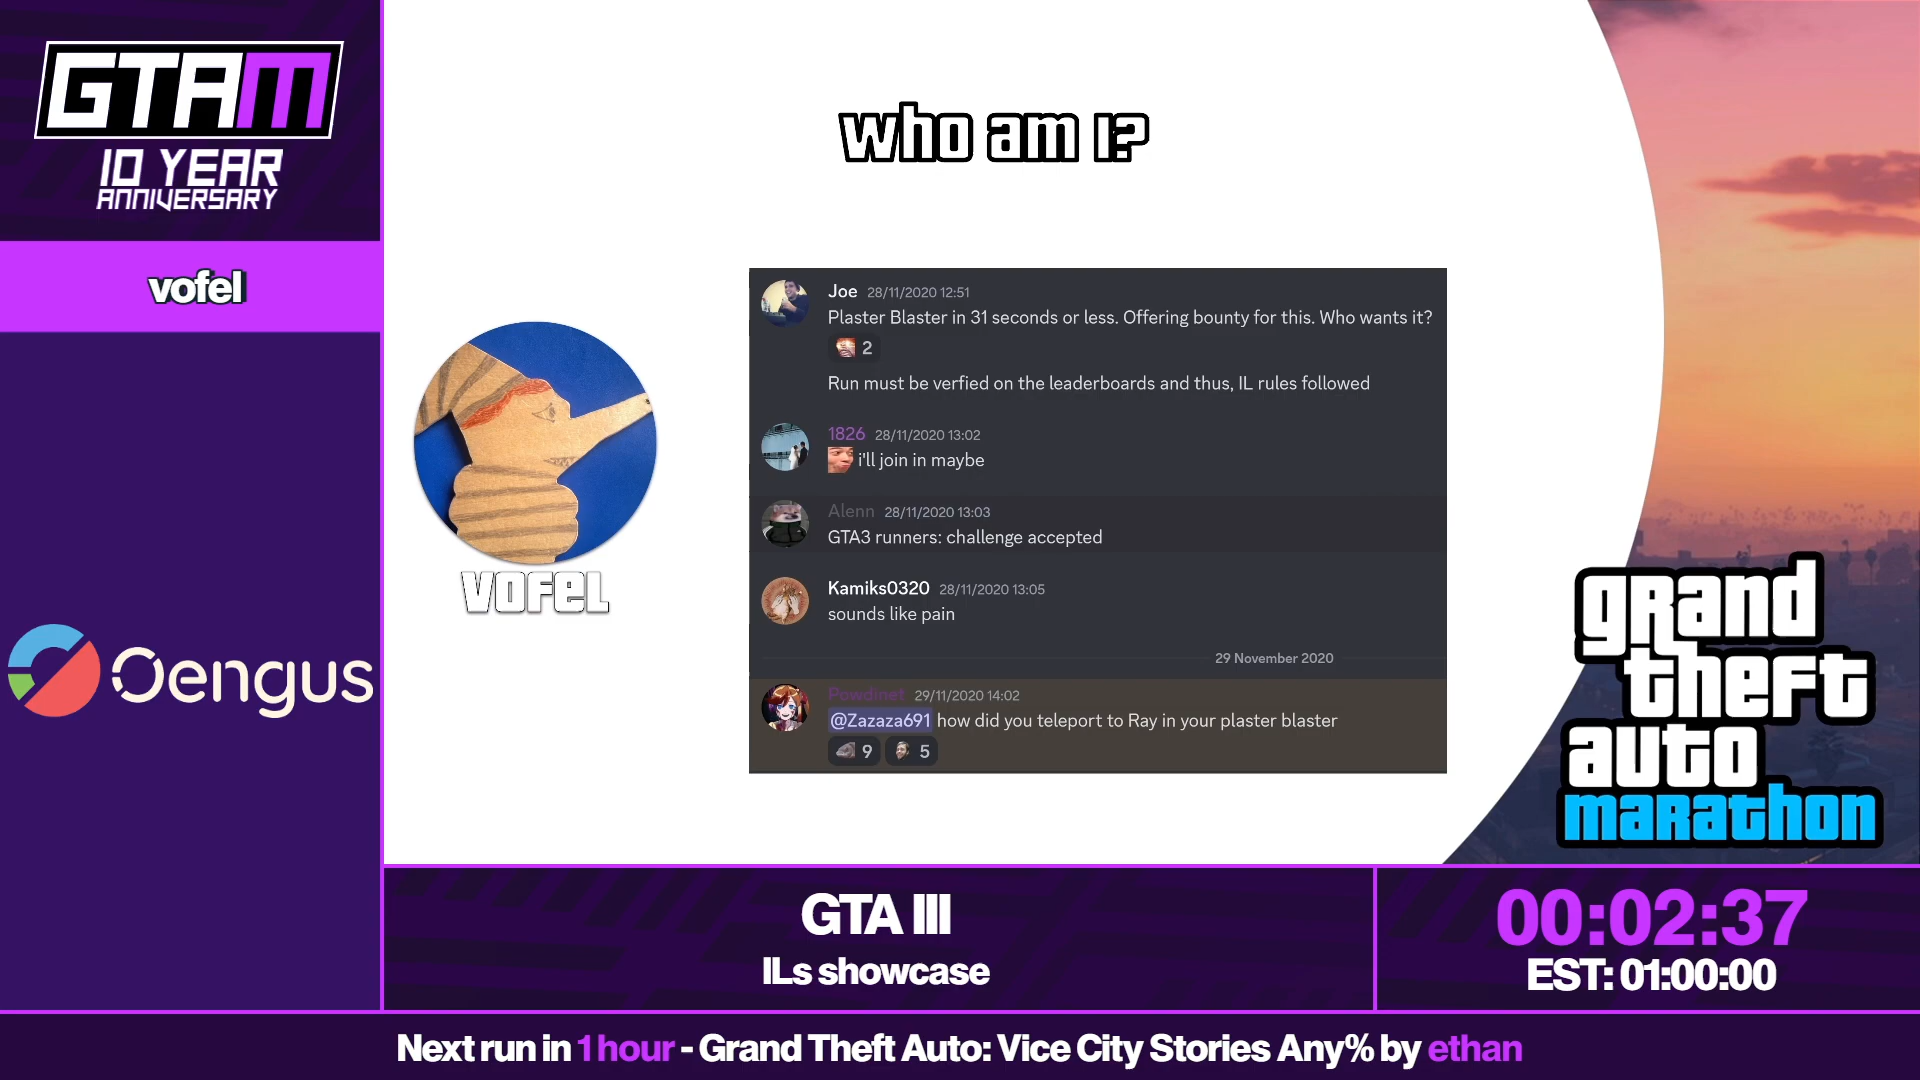 GTAM
10 YEAR
ANNIVERSARY
vofel
Oengus
who am I?
VOFEL
Joe 28/11/2020 12:51
Plaster Blaster in 31 seconds or less. Offering bounty for this. Who wants it?
2
Run must be verfied on the leaderboards and thus, IL rules followed
1826 28/11/2020 13:02
i'll join in maybe
Alenn 28/11/2020 13:03
GTA3 runners: challenge accepted
Kamiks0320 28/11/2020 13:05
sounds like pain
29 November 2020
Powdinet 29/11/2020 14:02
@Zazaza691 how did you teleport to Ray in your plaster blaster
9 5
grand
theft
auto
marathon
GTA III
ILs showcase
00:02:37
EST: 01:00:00
Next run in 1 hour - Grand Theft Auto: Vice City Stories Any% by ethan